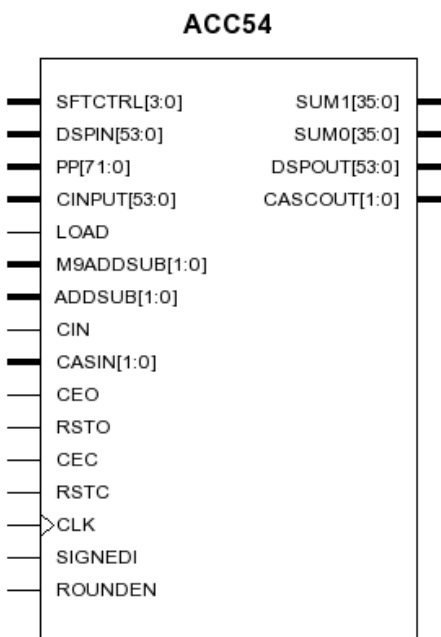 ACC54
SFTCTRL[3:0] SUM1[35:0]
DSPIN[53:0] SUM0[35:0]
PP[71:0] DSPOUT[53:0]
CINPUT[53:0] CASCOUT[1:0]
LOAD
M9ADDSUB[1:0]
ADDSUB[1:0]
CIN
CASIN[1:0]
CEO
RSTO
CEC
RSTC
CLK
SIGNEDI
ROUNDEN